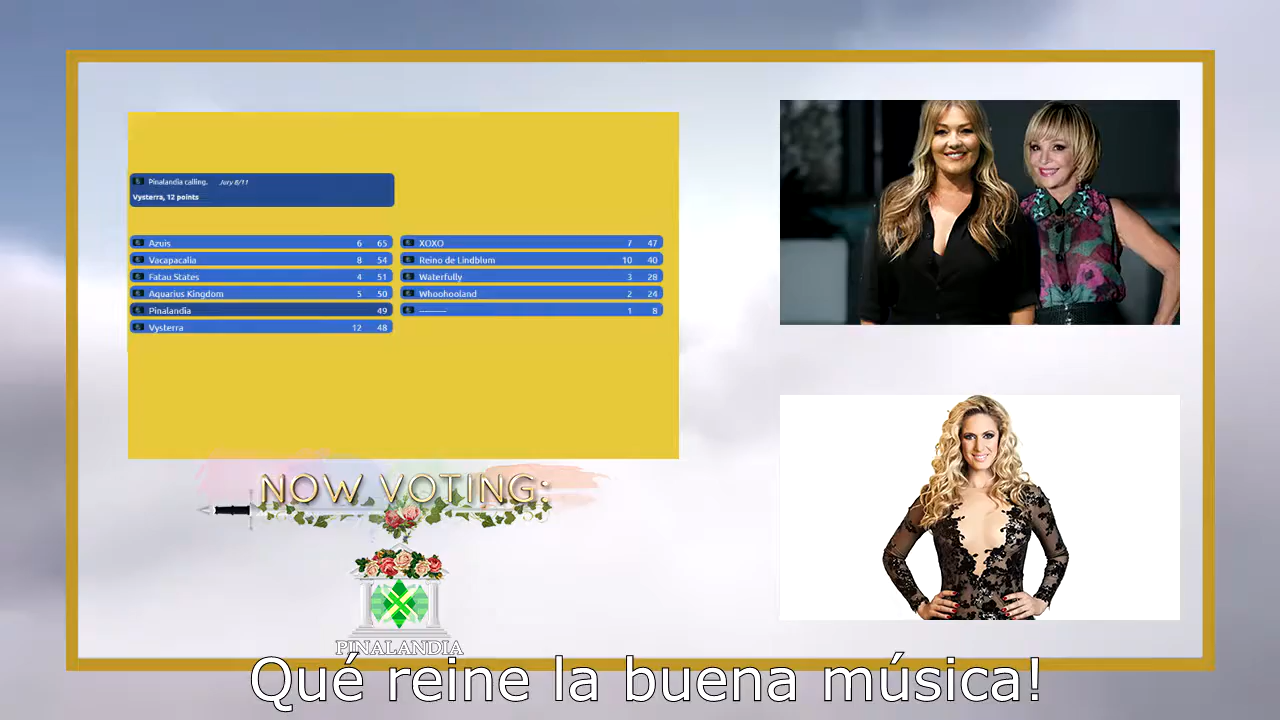 Pinalandia calling. Jury 8/11
Vysterra, 12 points
Azuis 6 65
Vacapacalia 8 54
Fatau States 4 51
Aquarius Kingdom 5 50
Pinalandia 49
Vysterra 12 48
XOXO 7 47
Reino de Lindblum 10 40
Waterfully 3 28
Whoohooland 2 24
---------- 1 8
NOW VOTING:
PINALANDIA
Qué reine la buena música!